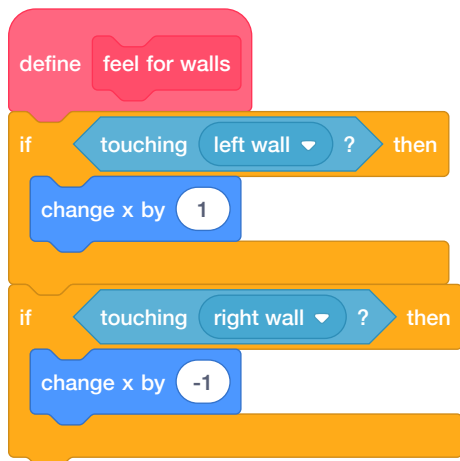 define feel for walls
if touching left wall ? then
change x by 1
if touching right wall ? then
change x by -1